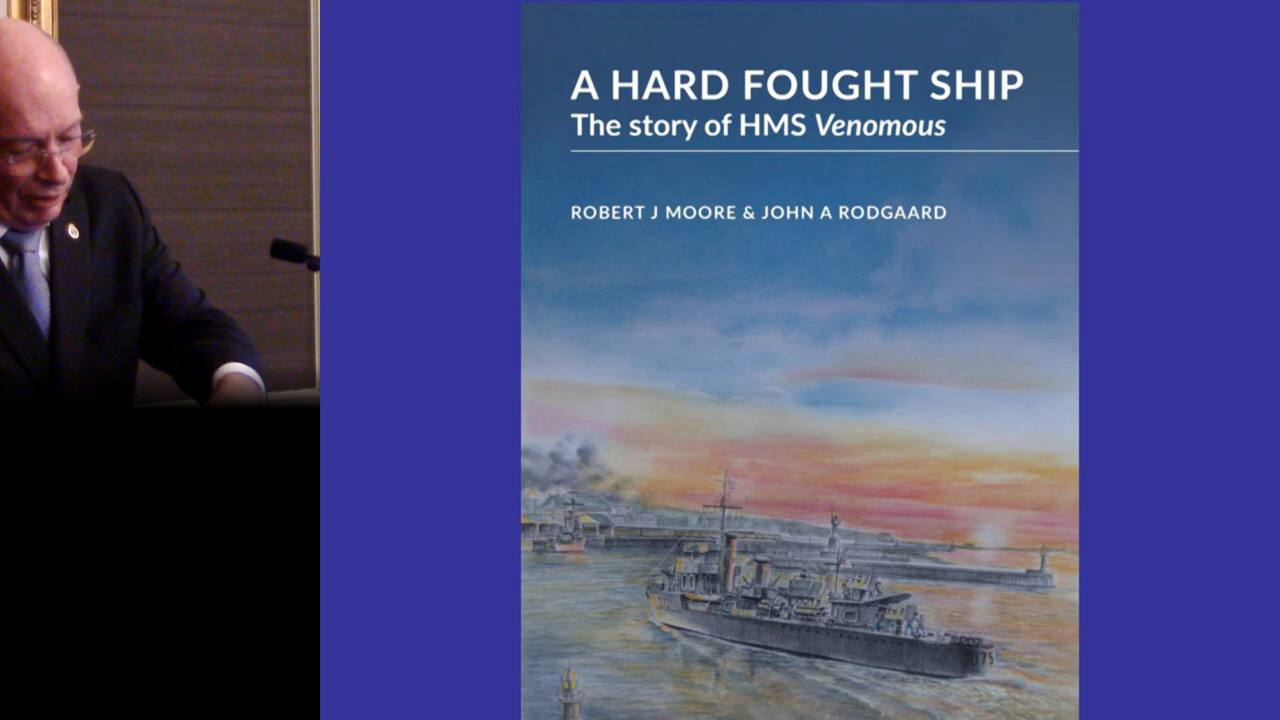 A HARD FOUGHT SHIP
The story of HMS Venomous
ROBERT J MOORE & JOHN A RODGAARD